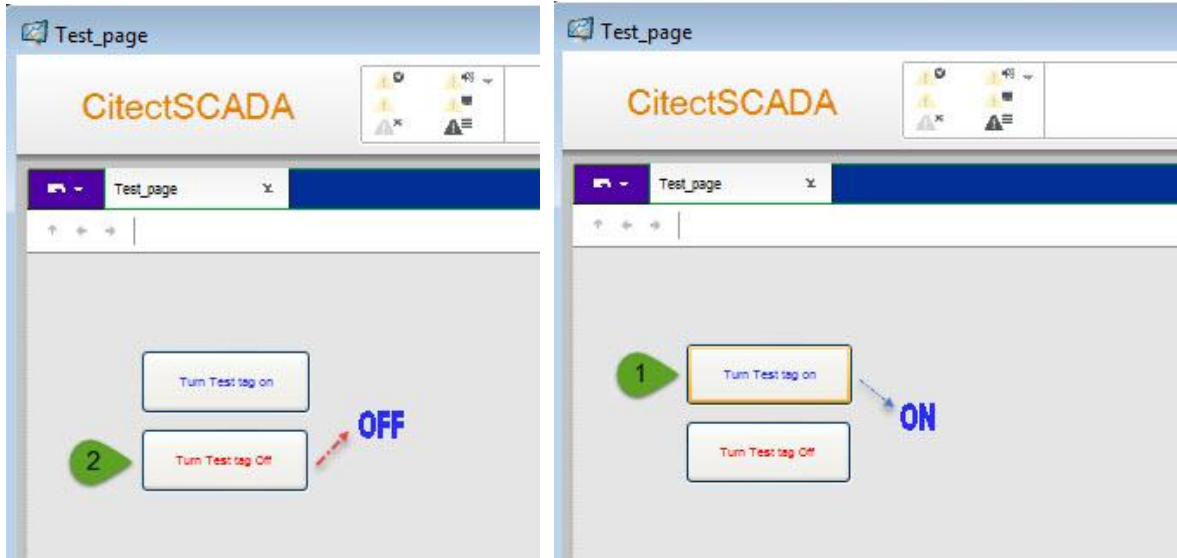 Test_page
CitectSCADA
Test_page
Turn Test tag on
OFF
2
Turn Test tag Off
Test_page
CitectSCADA
Test_page
1
Turn Test tag on
ON
Turn Test tag Off